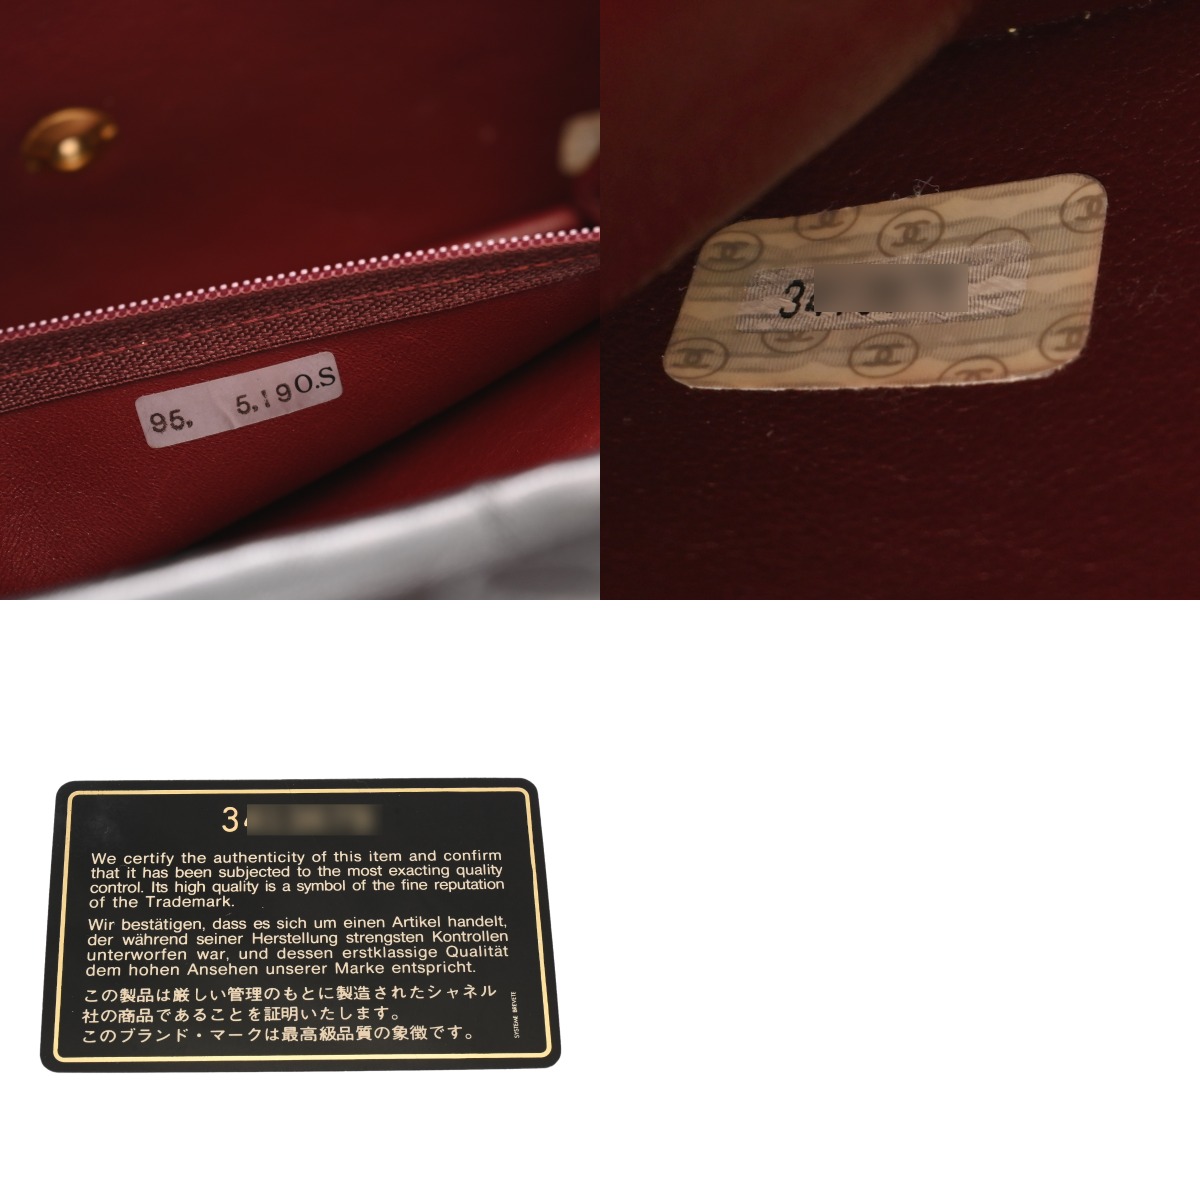 95, 5.19 O.S
34
34
We certify the authenticity of this item and confirm
that it has been subjected to the most exacting quality
control. Its high quality is a symbol of the fine reputation
of the Trademark.
Wir bestätigen, dass es sich um einen Artikel handelt,
der während seiner Herstellung strengsten Kontrollen
unterworfen war, und dessen erstklassige Qualität
dem hohen Ansehen unserer Marke entspricht.
この製品は厳しい管理のもとに製造されたシャネル
社の商品であることを証明いたします。
このブランド・マークは最高級品質の象徴です。
SYSTEME BREVETE